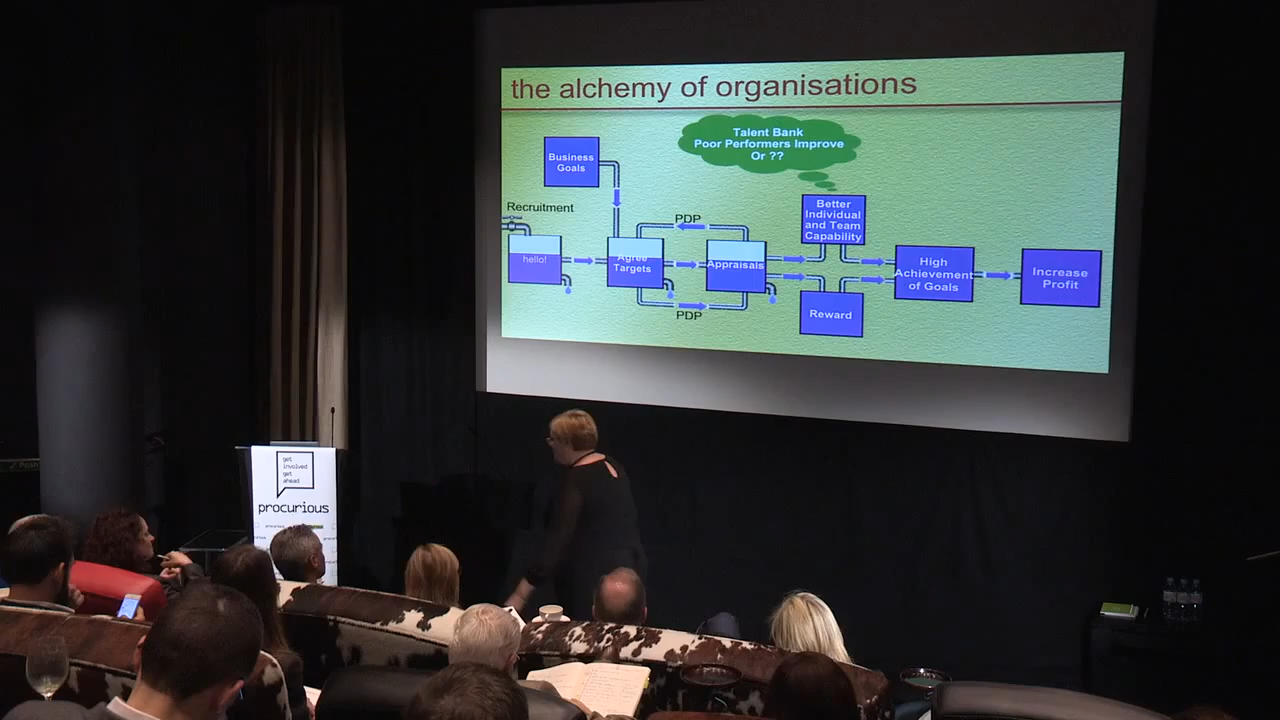 the alchemy of organisations
Talent Bank
Poor Performers Improve
Or ??
Business
Goals
Recruitment
hello!
Agree
Targets
PDP
PDP
Appraisals
Better
Individual
and Team
Capability
Reward
High
Achievement
of Goals
Increase
Profit
get
involved
get
ahead
procurious